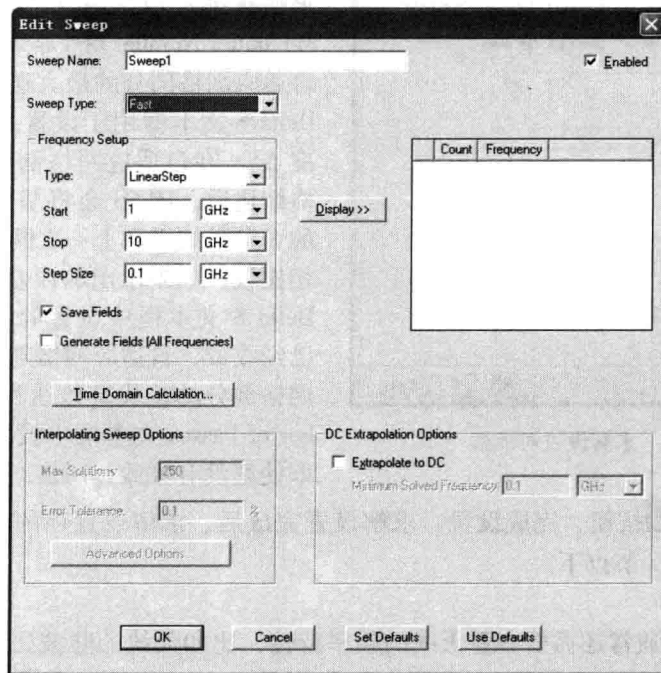 Edit Sweep
Sweep Name: Sweep1
Enabled
Sweep Type: Fast
Frequency Setup
Type: LinearStep
Start 1 GHz
Stop 10 GHz
Step Size 0.1 GHz
Save Fields
Generate Fields (All Frequencies)
Display >>
Count Frequency
Time Domain Calculation...
Interpolating Sweep Options
Max Solutions 250
Error Tolerance 0.1 %
Advanced Options...
DC Extrapolation Options
Extrapolate to DC
Minimum Solved Frequency 0.1 GHz
OK Cancel Set Defaults Use Defaults